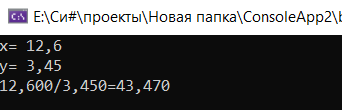 E:\Си#\проекты\Новая папка\ConsoleApp2\b
x= 12,6
y= 3,45
12,600/3,450=43,470